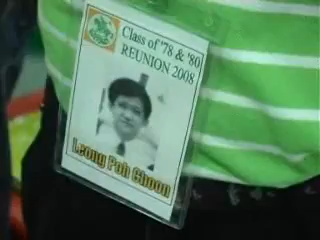 Class of '78 & '80
REUNION 2008
Leong Poh Choon